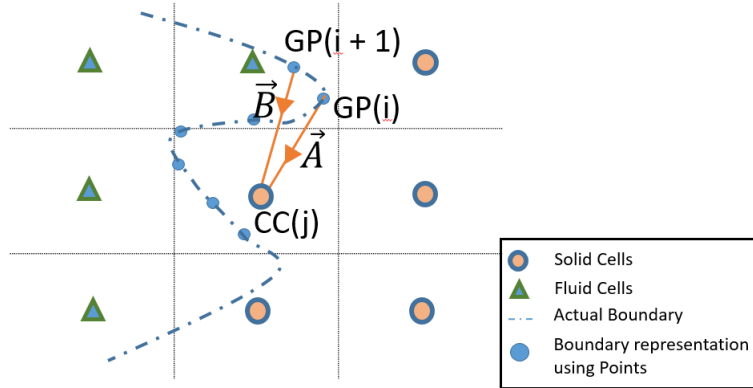 GP(i + 1)
B
GP(i)
A
CC(j)
Solid Cells
Fluid Cells
Actual Boundary
Boundary representation
using Points